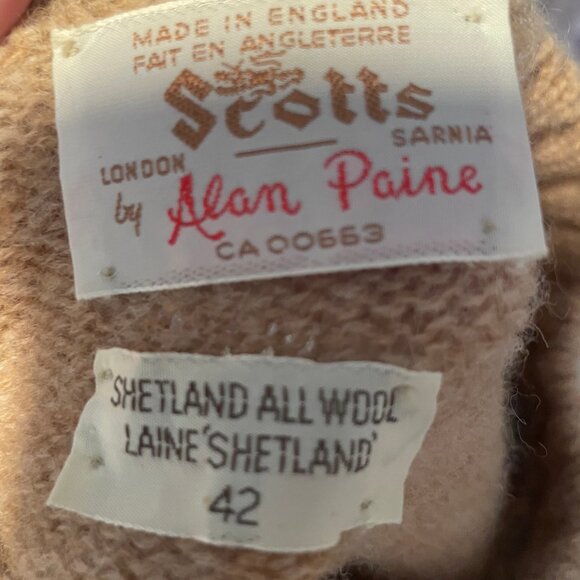 MADE IN ENGLAND
FAIT EN ANGLETERRE
Scotts
LONDON SARNIA
by Alan Paine
CA 00663
SHETLAND ALL WOOL
LAINE 'SHETLAND'
42